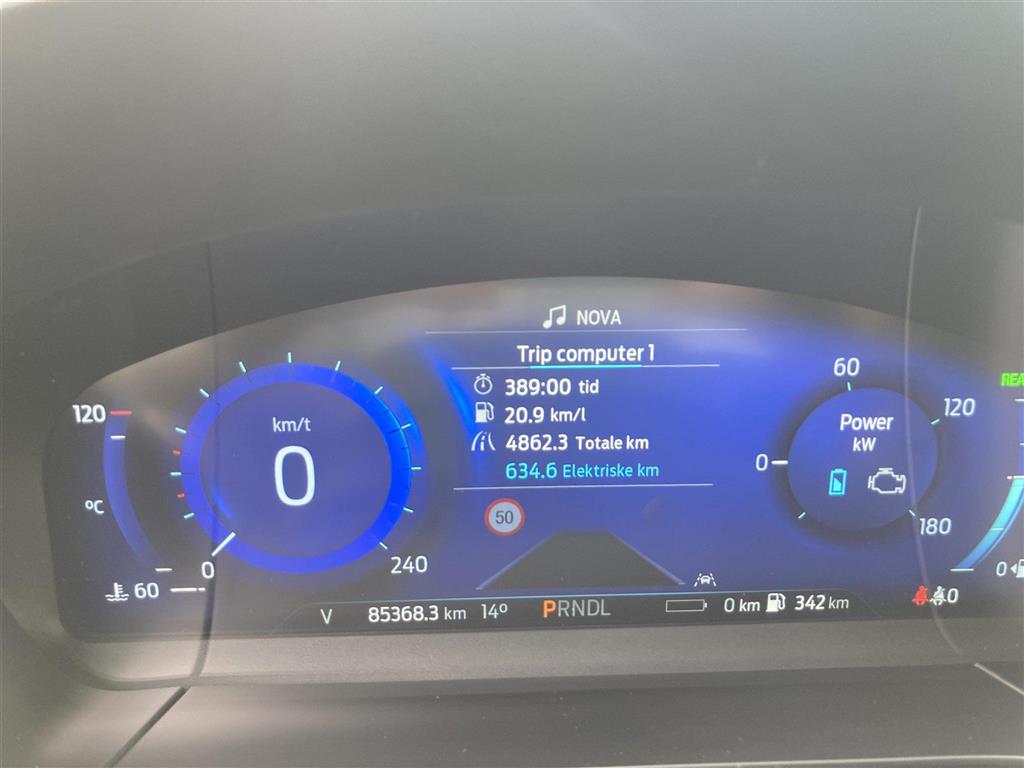 NOVA
Trip computer 1
389:00 tid
20.9 km/l
4862.3 Totale km
634.6 Elektriske km
50
120
°C
60
km/t
0
0
240
60
120
Power
kW
0
180
0
V 85368.3 km 14° PRNDL 0 km 342 km
0